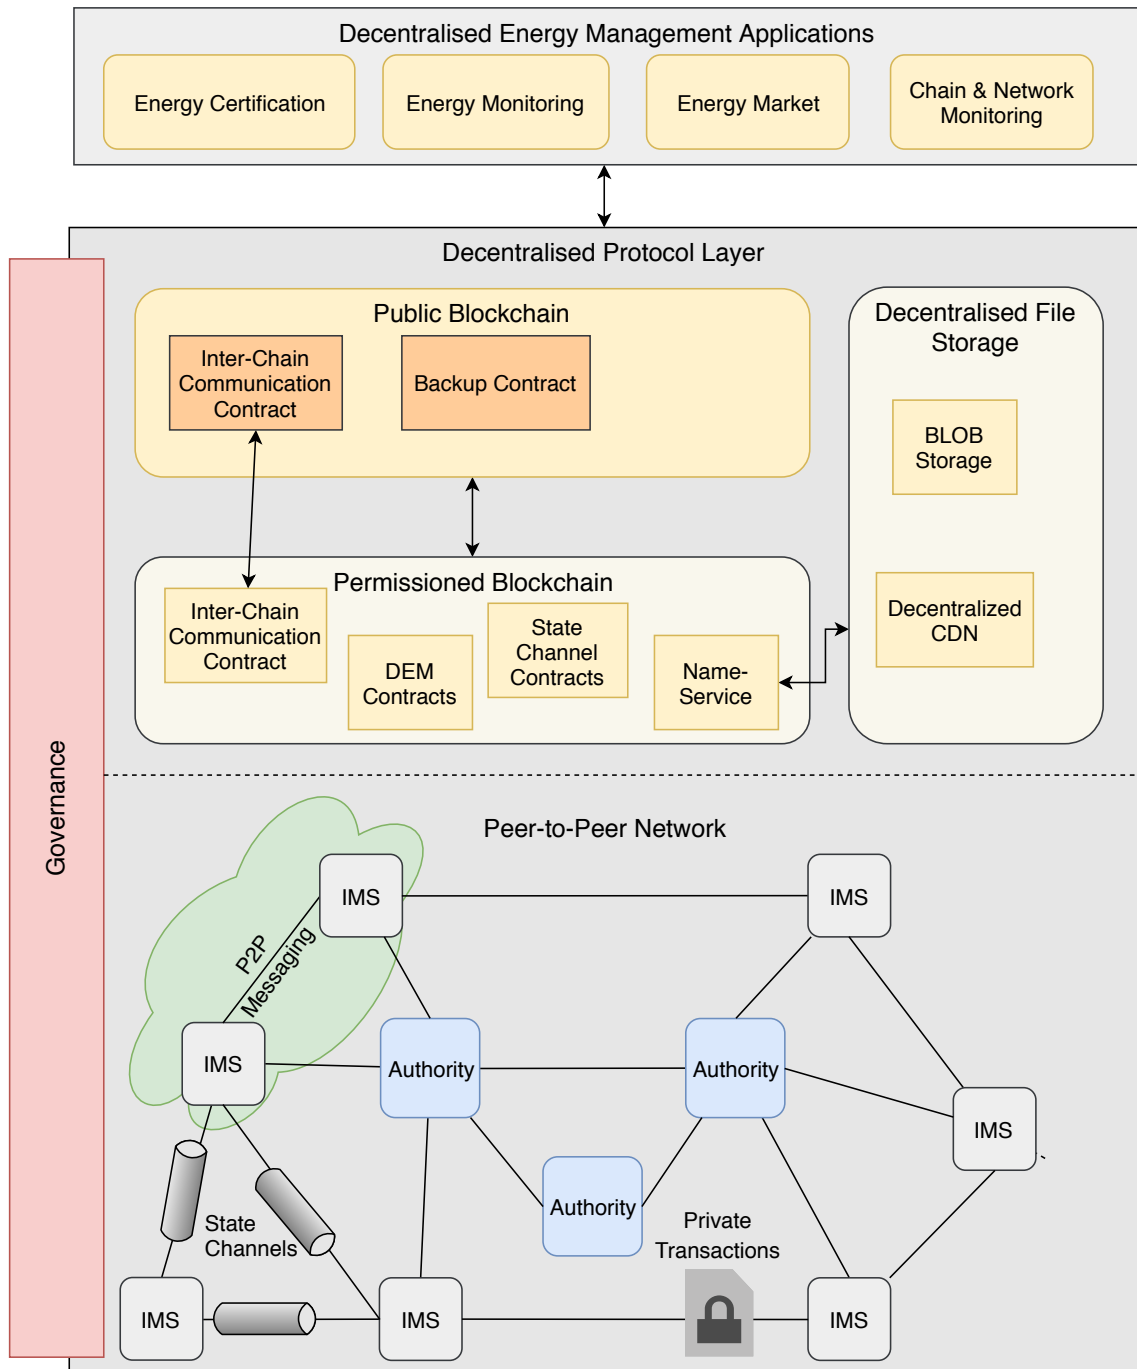 Decentralised Energy Management Applications
Energy Certification
Energy Monitoring
Energy Market
Chain & Network
Monitoring
Decentralised Protocol Layer
Governance
Public Blockchain
Inter-Chain
Communication
Contract
Backup Contract
Decentralised File
Storage
BLOB
Storage
Decentralized
CDN
Permissioned Blockchain
Inter-Chain
Communication
Contract
DEM
Contracts
State
Channel
Contracts
Name-
Service
Peer-to-Peer Network
IMS
IMS
P2P
Messaging
IMS
Authority
Authority
IMS
Authority
State
Channels
Private
Transactions
IMS
IMS
IMS